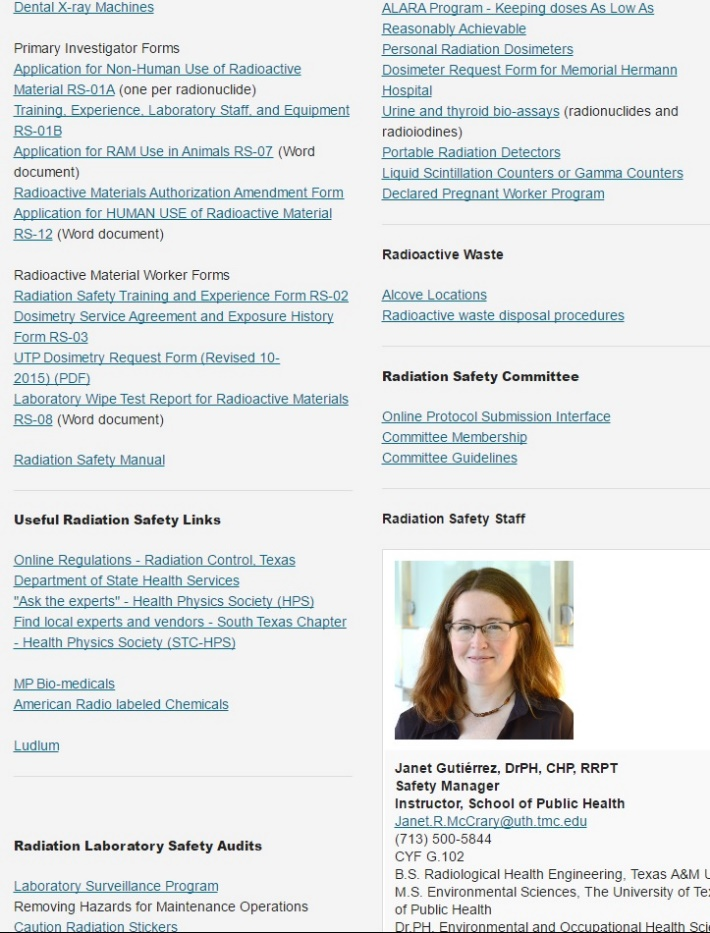 Dental X-ray Machines
Primary Investigator Forms
Application for Non-Human Use of Radioactive
Material RS-01A (one per radionuclide)
Training, Experience, Laboratory Staff, and Equipment
RS-01B
Application for RAM Use in Animals RS-07 (Word
document)
Radioactive Materials Authorization Amendment Form
Application for HUMAN USE of Radioactive Material
RS-12 (Word document)
Radioactive Material Worker Forms
Radiation Safety Training and Experience Form RS-02
Dosimetry Service Agreement and Exposure History
Form RS-03
UTP Dosimetry Request Form (Revised 10-
2015) (PDF)
Laboratory Wipe Test Report for Radioactive Materials
RS-08 (Word document)
Radiation Safety Manual
Useful Radiation Safety Links
Online Regulations - Radiation Control, Texas
Department of State Health Services
"Ask the experts" - Health Physics Society (HPS)
Find local experts and vendors - South Texas Chapter
- Health Physics Society (STC-HPS)
MP Bio-medicals
American Radio labeled Chemicals
Ludlum
Radiation Laboratory Safety Audits
Laboratory Surveillance Program
Removing Hazards for Maintenance Operations
Caution Radiation Stickers
ALARA Program - Keeping doses As Low As
Reasonably Achievable
Personal Radiation Dosimeters
Dosimeter Request Form for Memorial Hermann
Hospital
Urine and thyroid bio-assays (radionuclides and
radioiodines)
Portable Radiation Detectors
Liquid Scintillation Counters or Gamma Counters
Declared Pregnant Worker Program
Radioactive Waste
Alcove Locations
Radioactive waste disposal procedures
Radiation Safety Committee
Online Protocol Submission Interface
Committee Membership
Committee Guidelines
Radiation Safety Staff
Janet Gutiérrez, DrPH, CHP, RRPT
Safety Manager
Instructor, School of Public Health
Janet.R.McCrary@uth.tmc.edu
(713) 500-5844
CYF G.102
B.S. Radiological Health Engineering, Texas A&M U
M.S. Environmental Sciences, The University of Te
of Public Health
Dr.PH, Environmental and Occupational Health Sci